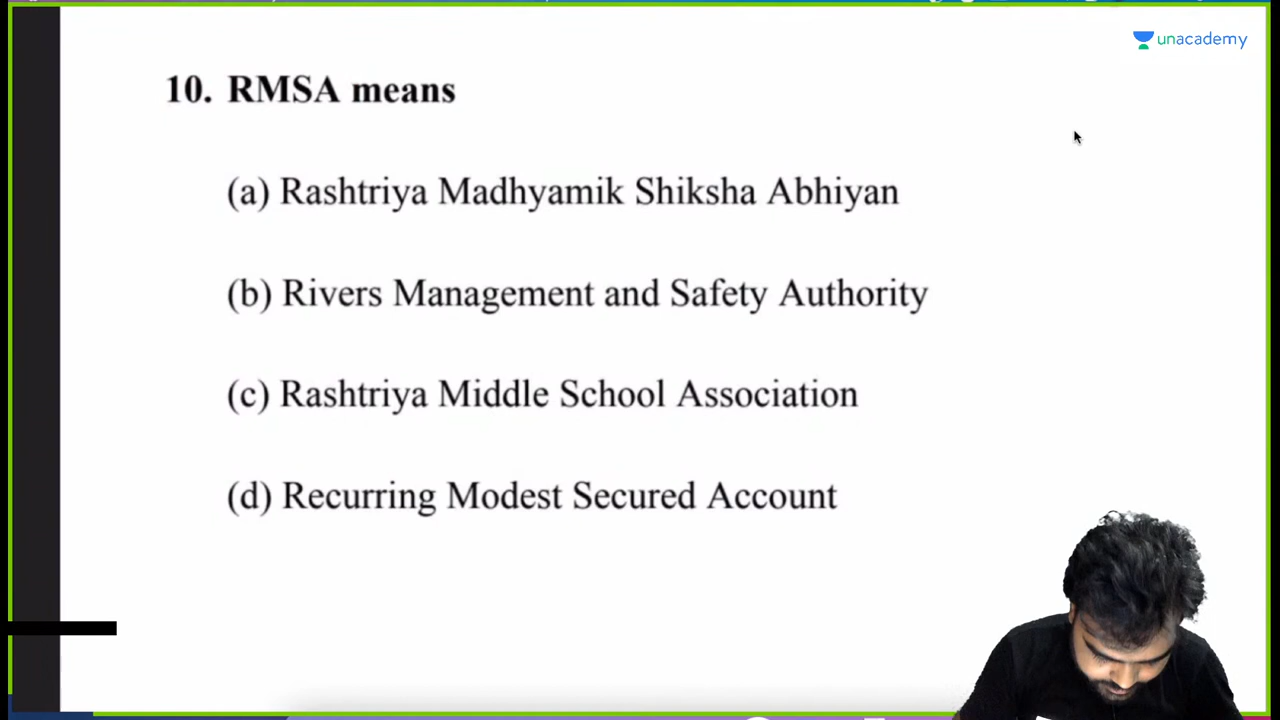 unacademy
10. RMSA means
(a) Rashtriya Madhyamik Shiksha Abhiyan
(b) Rivers Management and Safety Authority
(c) Rashtriya Middle School Association
(d) Recurring Modest Secured Account